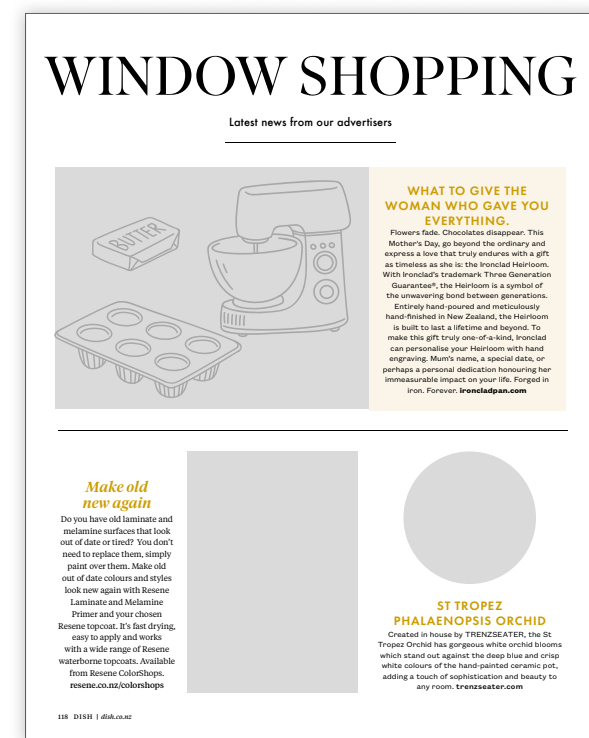 WINDOW SHOPPING
Latest news from our advertisers
BUTTER
WHAT TO GIVE THE
WOMAN WHO GAVE YOU
EVERYTHING.
Flowers fade. Chocolates disappear. This
Mother's Day, go beyond the ordinary and
express a love that truly endures with a gift
as timeless as she is: the Ironclad Heirloom.
With Ironclad's trademark Three Generation
Guarantee®, the Heirloom is a symbol of
the unwavering bond between generations.
Entirely hand-poured and meticulously
hand-finished in New Zealand, the Heirloom
is built to last a lifetime and beyond. To
make this gift truly one-of-a-kind, Ironclad
can personalise your Heirloom with hand
engraving. Mum's name, a special date, or
perhaps a personal dedication honouring her
immeasurable impact on your life. Forged in
iron. Forever. ironcladpan.com
Make old
new again
Do you have old laminate and
melamine surfaces that look
out of date or tired? You don't
need to replace them, simply
paint over them. Make old
out of date colours and styles
look new again with Resene
Laminate and Melamine
Primer and your chosen
Resene topcoat. It's fast drying,
easy to apply and works
with a wide range of Resene
waterborne topcoats. Available
from Resene ColorShops.
resene.co.nz/colorshops
ST TROPEZ
PHALAENOPSIS ORCHID
Created in house by TRENZSEATER, the St
Tropez Orchid has gorgeous white orchid blooms
which stand out against the deep blue and crisp
white colours of the hand-painted ceramic pot,
adding a touch of sophistication and beauty to
any room. trenzseater.com
118 DISH | dish.co.nz